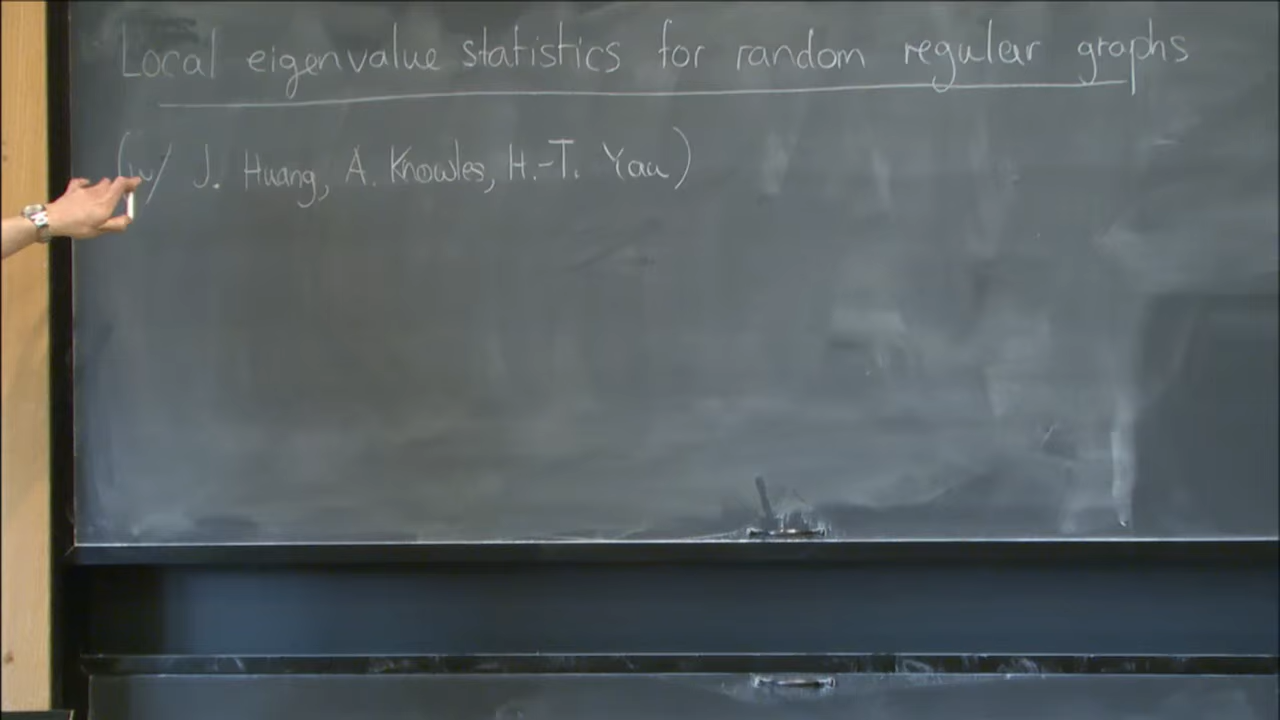 Local eigenvalue statistics for random regular graphs
(w/ J. Huang, A. Knowles, H.-T. Yau)